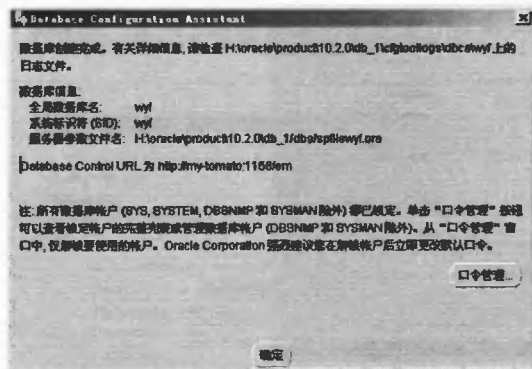 Database Configuration Assistant
数据库创建完成。有关详细信息, 请检查 H:\oracle\product\10.2.0\db_1\cfgtoollogs\dbca\wyf 上的
日志文件。
数据库信息:
全局数据库名: wyf
系统标识符 (SID): wyf
服务器参数文件名: H:\oracle\product\10.2.0\db_1/dbs/spfilewyf.ora
Database Control URL 为 http://my-tomato:1158/em
注: 所有数据库帐户 (SYS, SYSTEM, DBSNMP 和 SYSMAN 除外) 都已锁定。单击 “口令管理” 按钮
可以查看锁定帐户的完整列表或管理数据库帐户 (DBSNMP 和 SYSMAN 除外)。从 “口令管理” 窗
口中, 仅解锁要使用的帐户。Oracle Corporation 强烈建议您在解锁帐户后立即更改默认口令。
口令管理...
确定